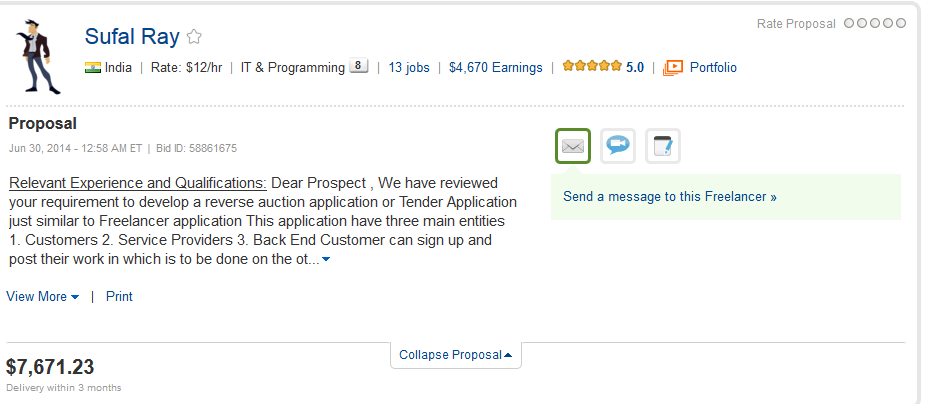 Rate Proposal
Sufal Ray
India | Rate: $12/hr | IT & Programming 8 | 13 jobs | $4,670 Earnings | 5.0 | Portfolio
Proposal
Jun 30, 2014 - 12:58 AM ET | Bid ID: 58861675
Relevant Experience and Qualifications: Dear Prospect , We have reviewed
your requirement to develop a reverse auction application or Tender Application
just similar to Freelancer application This application have three main entities
1. Customers 2. Service Providers 3. Back End Customer can sign up and
post their work in which is to be done on the ot...
Send a message to this Freelancer »
View More | Print
Collapse Proposal
$7,671.23
Delivery within 3 months